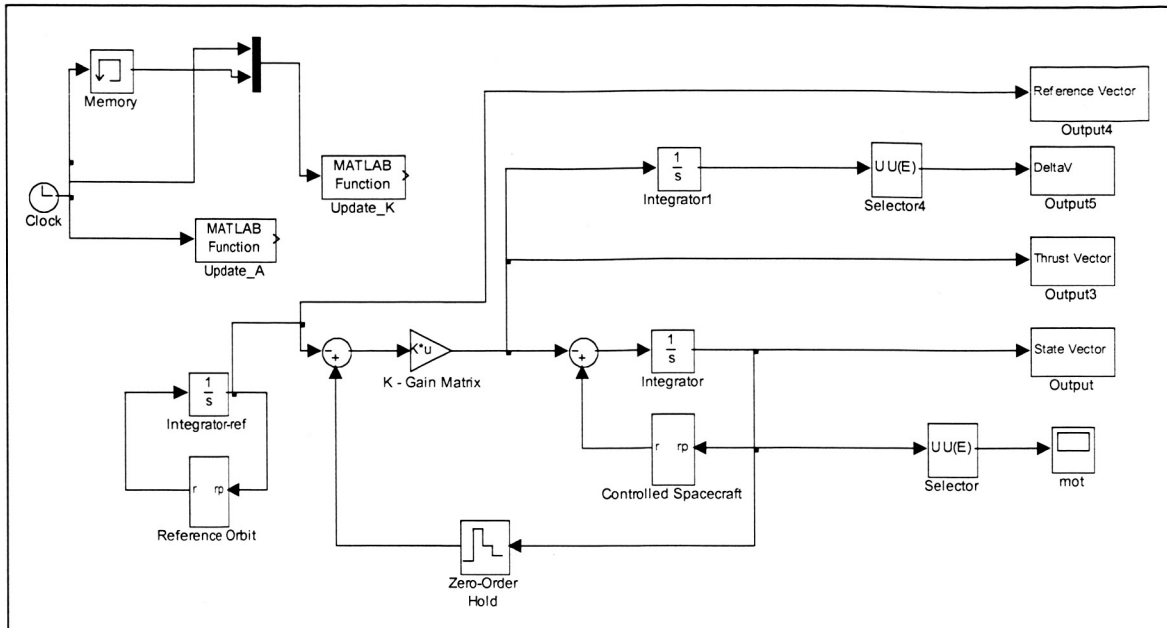 Memory
Clock
MATLAB
Function
Update_K
MATLAB
Function
Update_A
Reference Vector
Output4
1
s
Integrator1
U U(E)
Selector4
DeltaV
Output5
Thrust Vector
Output3
1
s
Integrator-ref
r rp
Reference Orbit
- +
K*u
K - Gain Matrix
- +
1
s
Integrator
State Vector
Output
r rp
Controlled Spacecraft
U U(E)
Selector
mot
Zero-Order
Hold